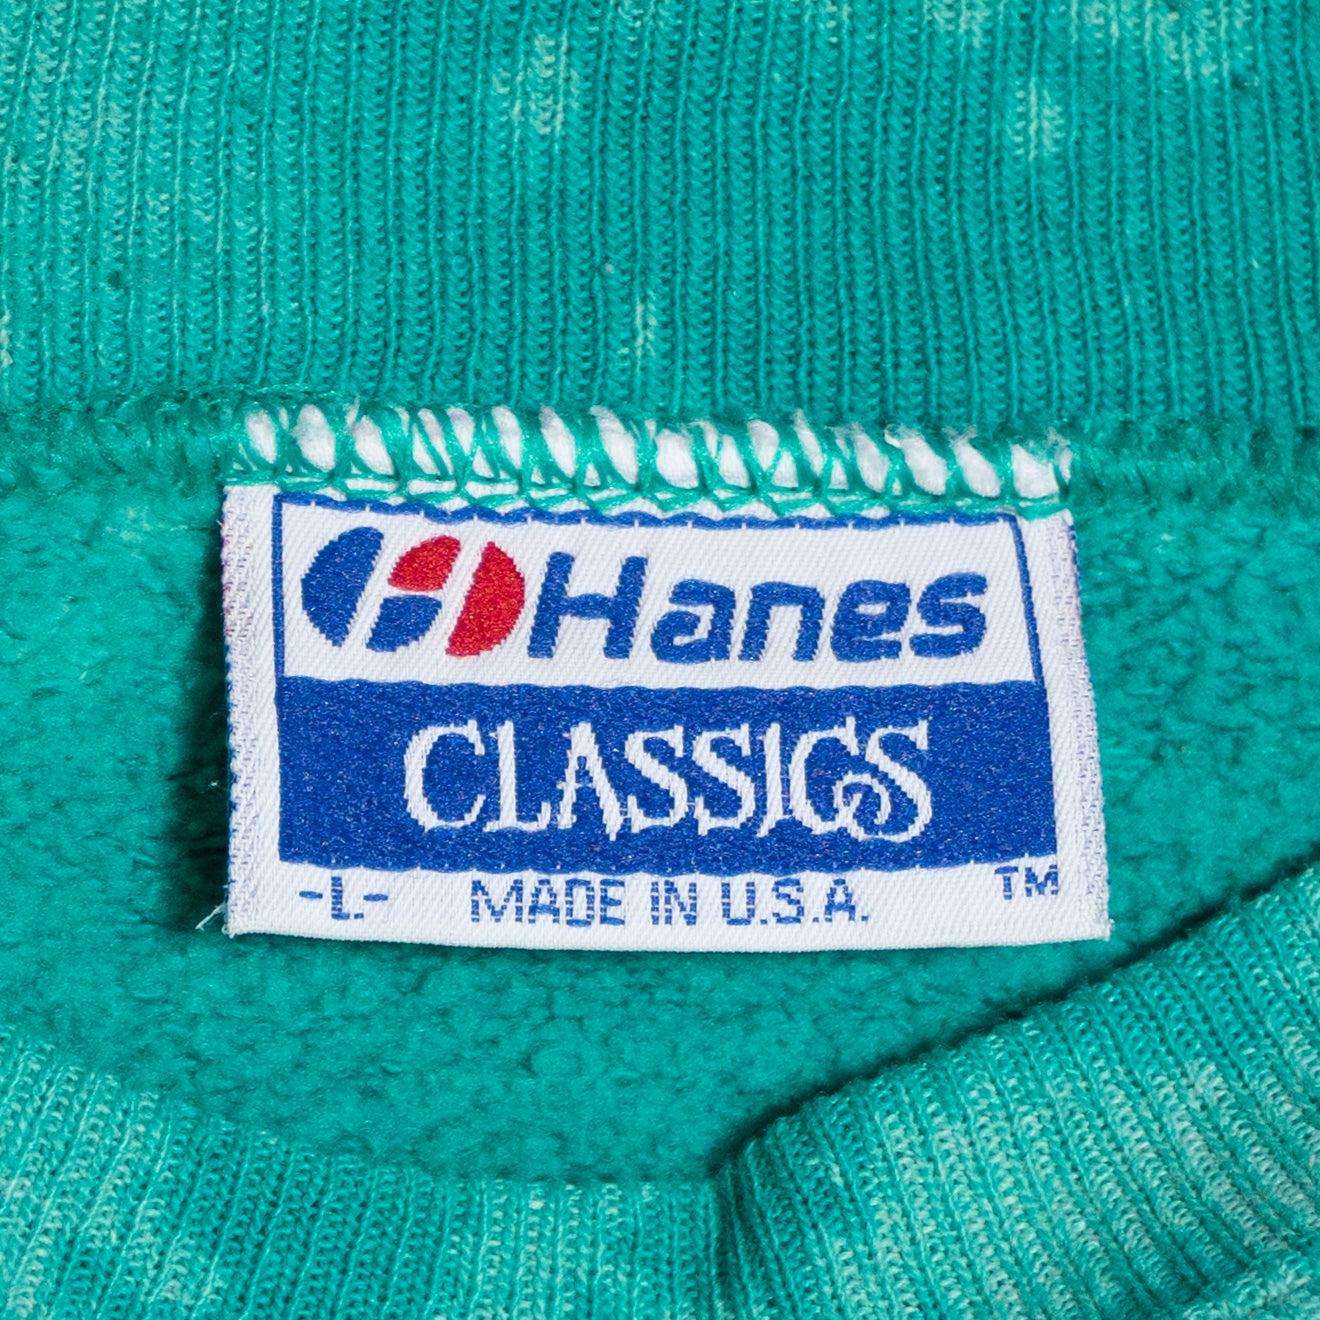 Hanes
CLASSICS
-L- MADE IN U.S.A. TM